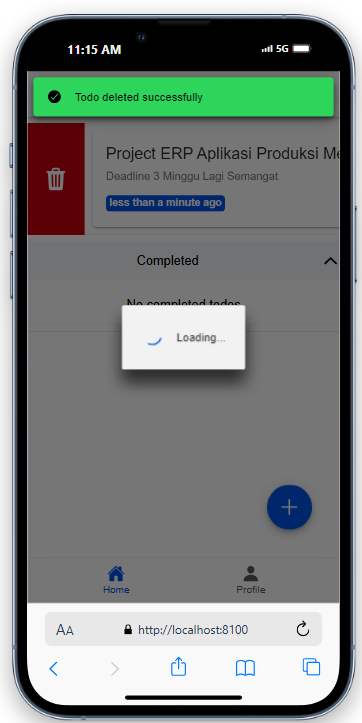 11:15 AM
5G
Todo deleted successfully
Project ERP Aplikasi Produksi Me
Deadline 3 Minggu Lagi Semangat
less than a minute ago
Completed
No completed todos
Loading...
Home
Profile
AA
http://localhost:8100